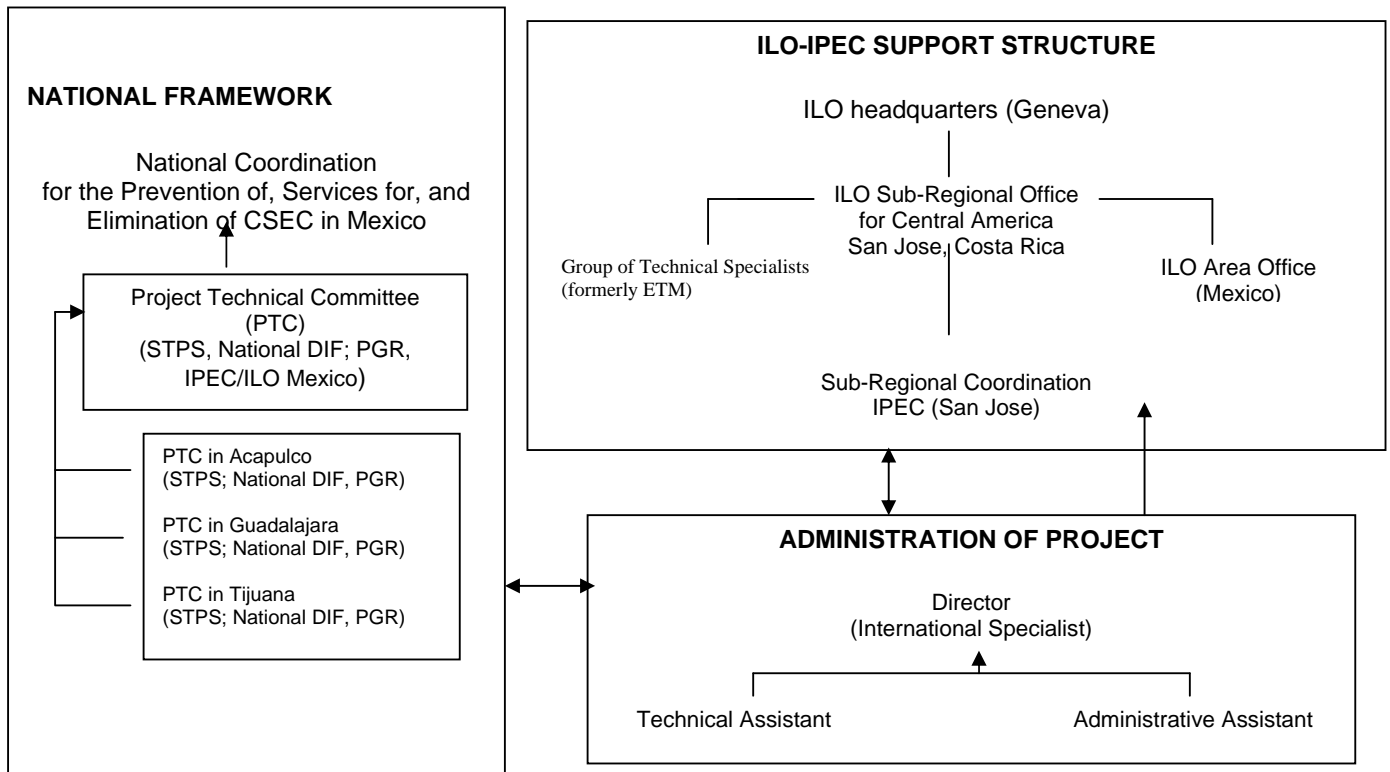 NATIONAL FRAMEWORK
National Coordination
for the Prevention of, Services for, and
Elimination of CSEC in Mexico
Project Technical Committee
(PTC)
(STPS, National DIF; PGR,
IPEC/ILO Mexico)
PTC in Acapulco
(STPS; National DIF, PGR)
PTC in Guadalajara
(STPS; National DIF, PGR)
PTC in Tijuana
(STPS; National DIF, PGR)
ILO-IPEC SUPPORT STRUCTURE
ILO headquarters (Geneva)
ILO Sub-Regional Office
for Central America
San Jose, Costa Rica
Group of Technical Specialists
(formerly ETM)
ILO Area Office
(Mexico)
Sub-Regional Coordination
IPEC (San Jose)
ADMINISTRATION OF PROJECT
Director
(International Specialist)
Technical Assistant
Administrative Assistant